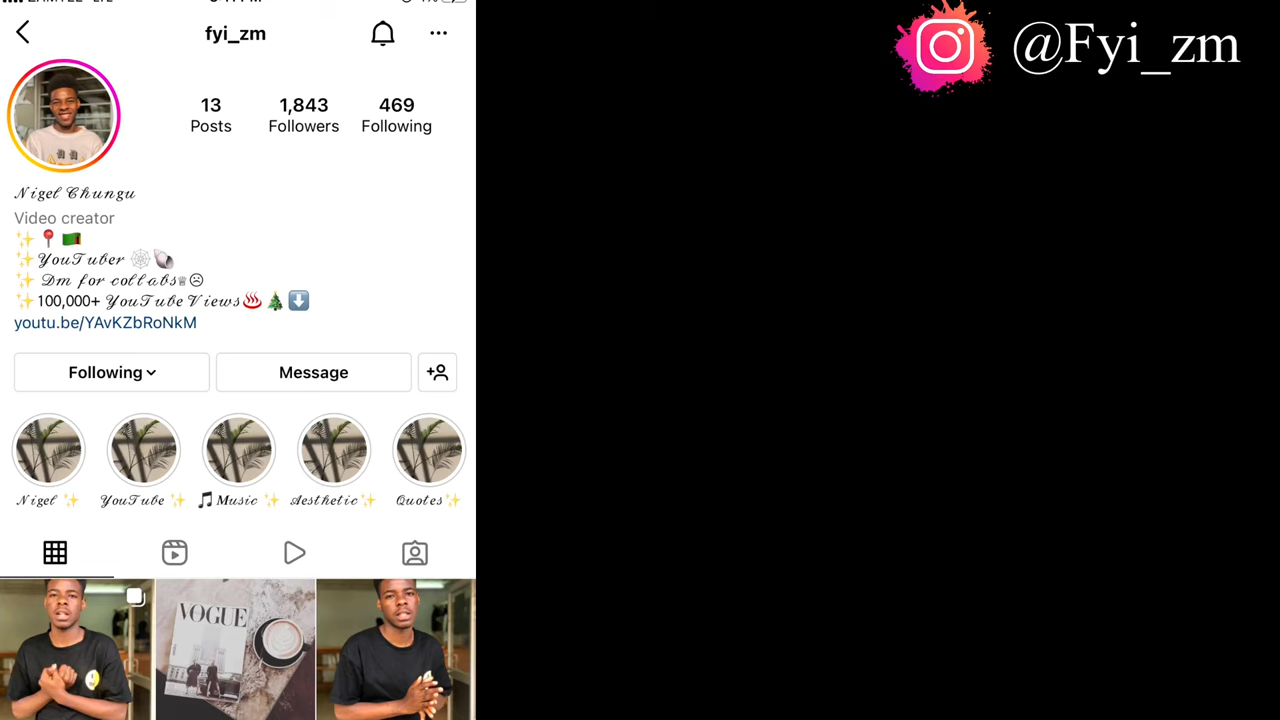 fyi_zm
13
Posts
1,843
Followers
469
Following
𝒩𝒾𝑔𝑒𝓁 𝒞𝒽𝓊𝓃𝑔𝓊
Video creator
✨📍🇿🇲
✨𝒴𝑜𝓊𝒯𝓊𝒷𝑒𝓇 🕸🐚
✨ 𝒟𝓂 𝒻𝑜𝓇 𝒸𝑜𝓁𝓁𝒶𝒷𝓈♕☹
✨100,000+ 𝒴𝑜𝓊𝒯𝓊𝒷𝑒 𝒱𝒾𝑒𝓌𝓈♨️🎄⬇️
youtu.be/YAvKZbRoNkM
Following
Message
𝒩𝒾𝑔𝑒𝓁 ✨
𝒴𝑜𝓊𝒯𝓊𝒷𝑒 ✨
🎵𝑀𝓊𝓈𝒾𝒸 ✨
𝒜𝑒𝓈𝓉𝒽𝑒𝓉𝒾𝒸✨
𝒬𝓊𝑜𝓉𝑒𝓈✨
VOGUE
@Fyi_zm